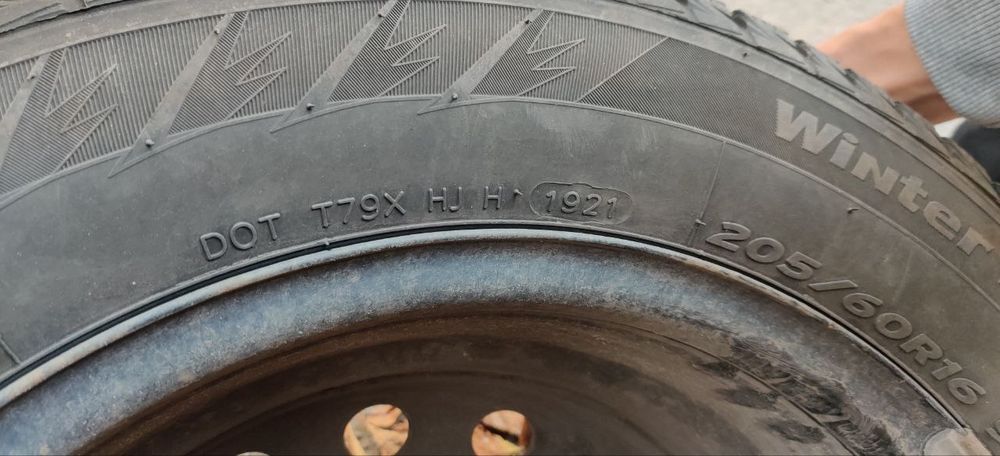 Winter
DOT T79X HJ H 1921
205/60R16